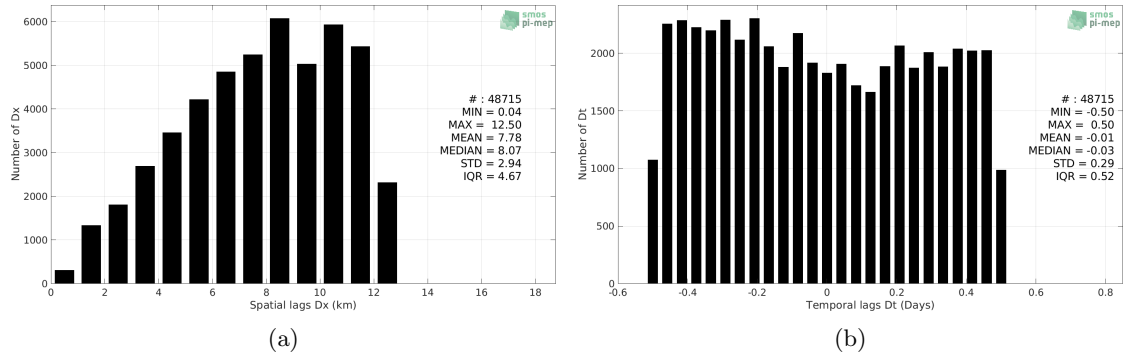 smos
pi-mep
6000
5000
4000
3000
2000
1000
0
Number of Dx
# : 48715
MIN = 0.04
MAX = 12.50
MEAN = 7.78
MEDIAN = 8.07
STD = 2.94
IQR = 4.67
0 2 4 6 8 10 12 14 16 18
Spatial lags Dx (km)
(a)
smos
pi-mep
2000
1500
1000
500
0
Number of Dt
# : 48715
MIN = -0.50
MAX = 0.50
MEAN = -0.01
MEDIAN = -0.03
STD = 0.29
IQR = 0.52
-0.6 -0.4 -0.2 0 0.2 0.4 0.6 0.8
Temporal lags Dt (Days)
(b)